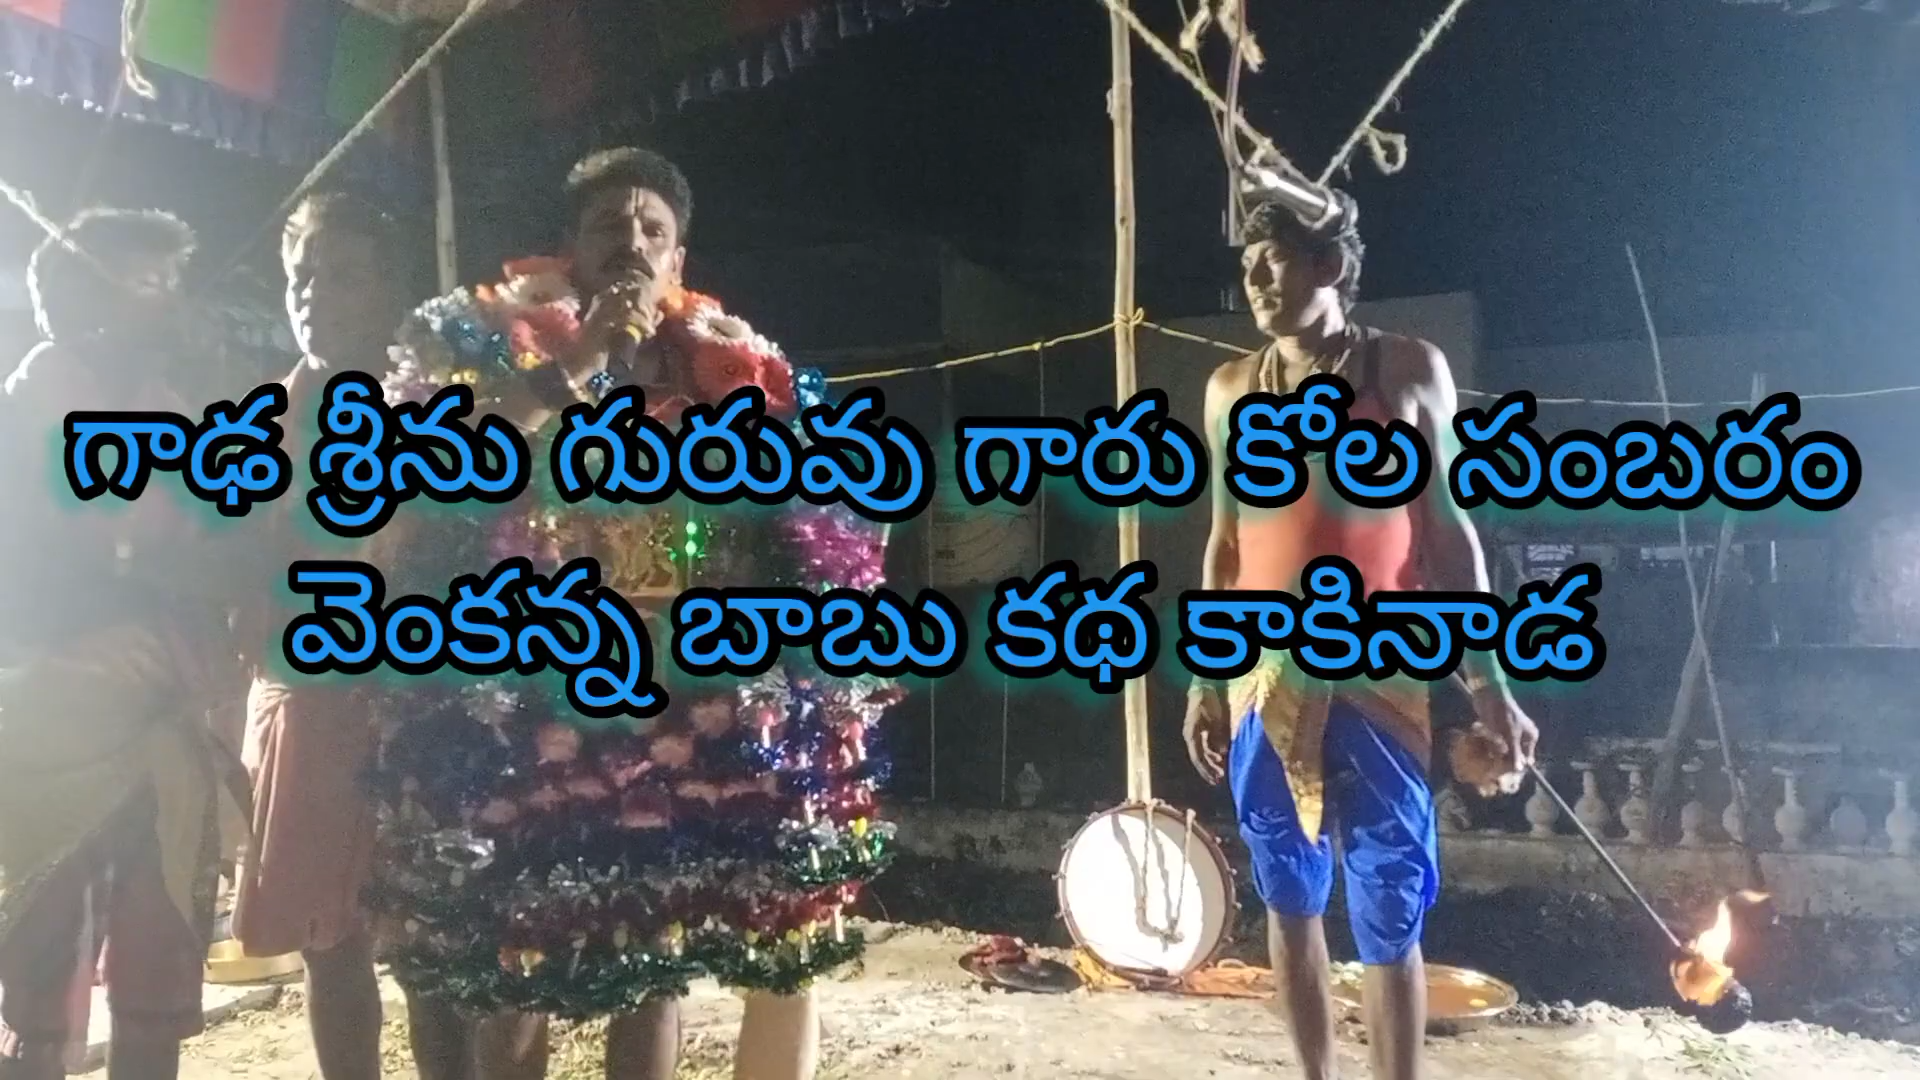 గాఢ శ్రీను గురువు గారు కోల సంబరం
వెంకన్న బాబు కథ కాకినాడ